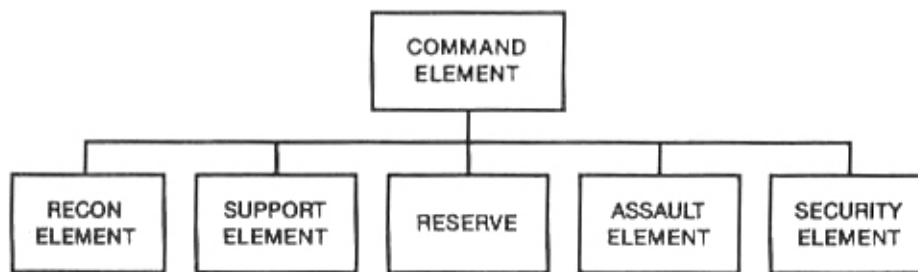 COMMAND
ELEMENT
RECON
ELEMENT
SUPPORT
ELEMENT
RESERVE
ASSAULT
ELEMENT
SECURITY
ELEMENT